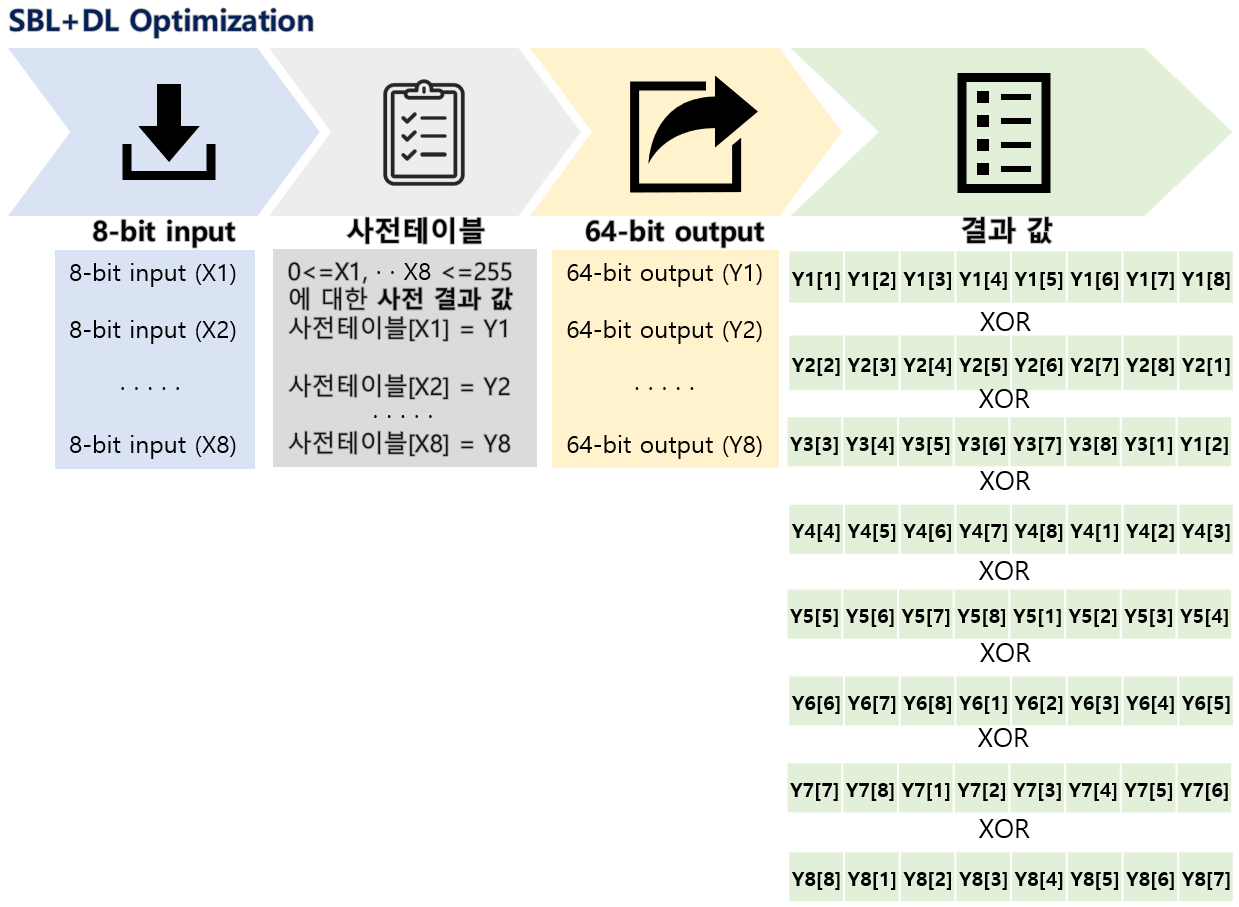 SBL+DL Optimization
8-bit input
8-bit input (X1)
8-bit input (X2)
· · · · ·
8-bit input (X8)
사전테이블
0<=X1, · · X8 <=255
에 대한 사전 결과 값
사전테이블[X1] = Y1
사전테이블[X2] = Y2
· · · · ·
사전테이블[X8] = Y8
64-bit output
64-bit output (Y1)
64-bit output (Y2)
· · · · ·
64-bit output (Y8)
결과 값
Y1[1] Y1[2] Y1[3] Y1[4] Y1[5] Y1[6] Y1[7] Y1[8]
XOR
Y2[2] Y2[3] Y2[4] Y2[5] Y2[6] Y2[7] Y2[8] Y2[1]
XOR
Y3[3] Y3[4] Y3[5] Y3[6] Y3[7] Y3[8] Y3[1] Y1[2]
XOR
Y4[4] Y4[5] Y4[6] Y4[7] Y4[8] Y4[1] Y4[2] Y4[3]
XOR
Y5[5] Y5[6] Y5[7] Y5[8] Y5[1] Y5[2] Y5[3] Y5[4]
XOR
Y6[6] Y6[7] Y6[8] Y6[1] Y6[2] Y6[3] Y6[4] Y6[5]
XOR
Y7[7] Y7[8] Y7[1] Y7[2] Y7[3] Y7[4] Y7[5] Y7[6]
XOR
Y8[8] Y8[1] Y8[2] Y8[3] Y8[4] Y8[5] Y8[6] Y8[7]